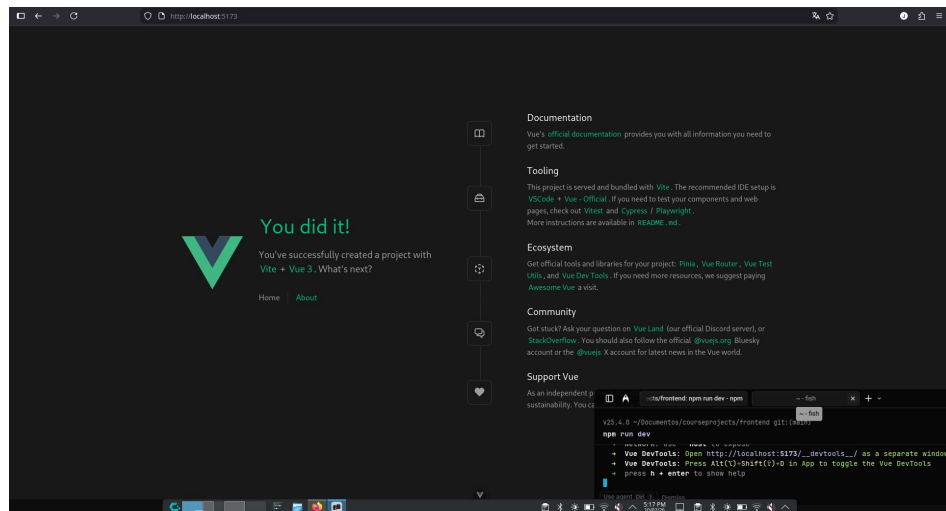 http://localhost:5173
You did it!
You've successfully created a project with
Vite + Vue 3. What's next?
Home
About
Documentation
Vue's official documentation provides you with all information you need to
get started.
Tooling
This project is served and bundled with Vite. The recommended IDE setup is
VSCode + Vue - Official. If you need to test your components and web
pages, check out Vitest and Cypress / Playwright.
More instructions are available in README.md.
Ecosystem
Get official tools and libraries for your project: Pinia, Vue Router, Vue Test
Utils, and Vue Dev Tools. If you need more resources, we suggest paying
Awesome Vue a visit.
Community
Got stuck? Ask your question on Vue Land (our official Discord server), or
StackOverflow. You should also follow the official @vuejs.org Bluesky
account or the @vuejs X account for latest news in the Vue world.
Support Vue
As an independent p
sustainability. You ca
cts/frontend: npm run dev - npm
~ - fish
~ - fish
v25.4.0 ~/Documentos/courseprojects/frontend git:(main)
npm run dev
→ Vue DevTools: Open http://localhost:5173/__devtools__/ as a separate window
→ Vue DevTools: Press Alt(⌥)+Shift(⇧)+D in App to toggle the Vue DevTools
→ press h + enter to show help
Use agent
Dismiss
5:17 PM